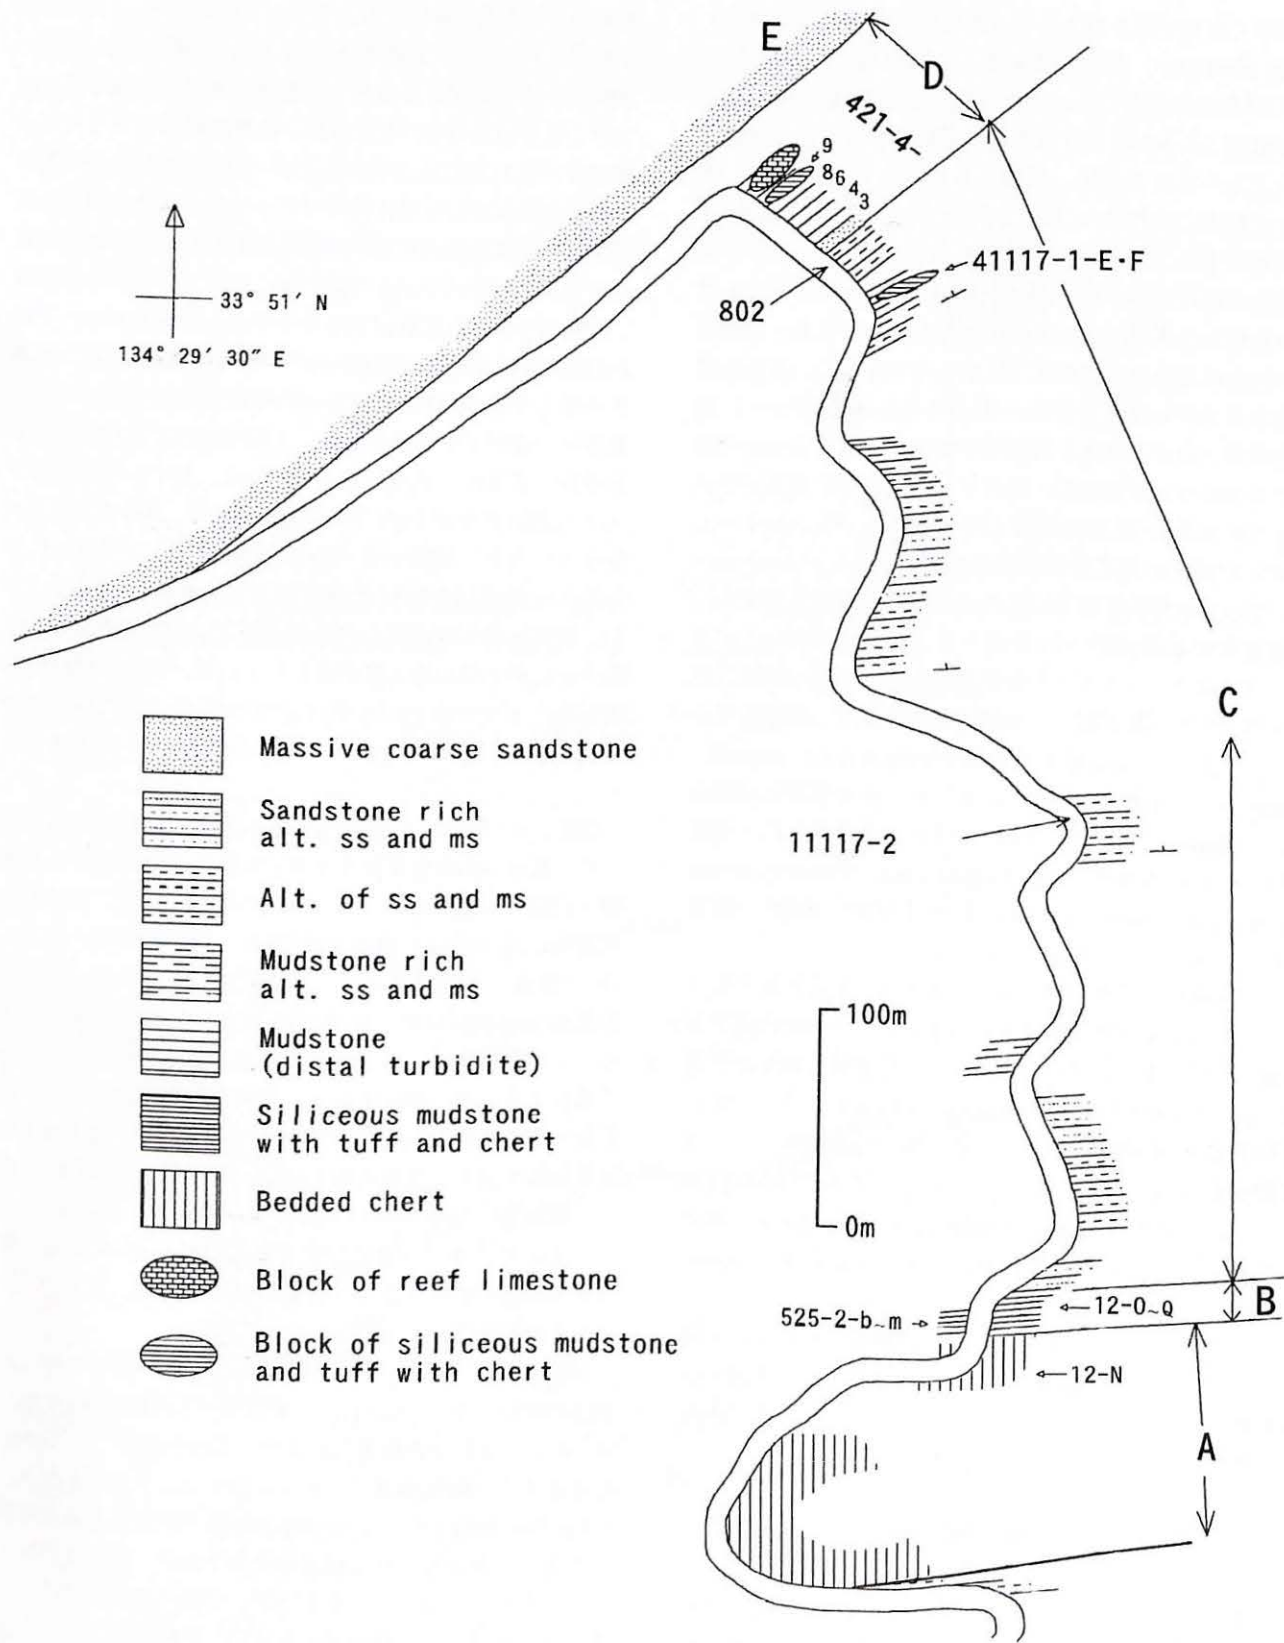 E
D
421-4-
9
8
6
4
3
41117-1-E·F
802
33° 51′ N
134° 29′ 30″ E
C
11117-2
Massive coarse sandstone
Sandstone rich
alt. ss and ms
Alt. of ss and ms
Mudstone rich
alt. ss and ms
Mudstone
(distal turbidite)
Siliceous mudstone
with tuff and chert
Bedded chert
Block of reef limestone
Block of siliceous mudstone
and tuff with chert
100m
0m
525-2-b~m
12-O~Q
B
12-N
A